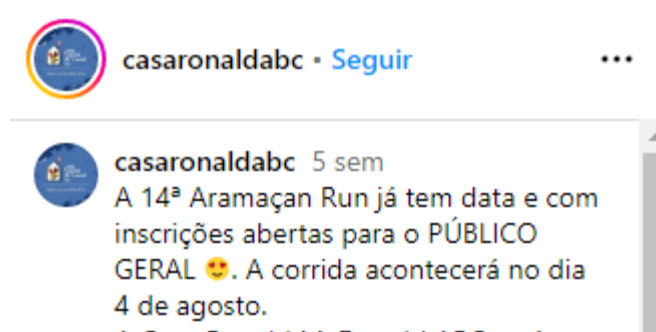 casaronaldabc • Seguir
casaronaldabc 5 sem
A 14ª Aramaçan Run já tem data e com
inscrições abertas para o PÚBLICO
GERAL 😍. A corrida acontecerá no dia
4 de agosto.